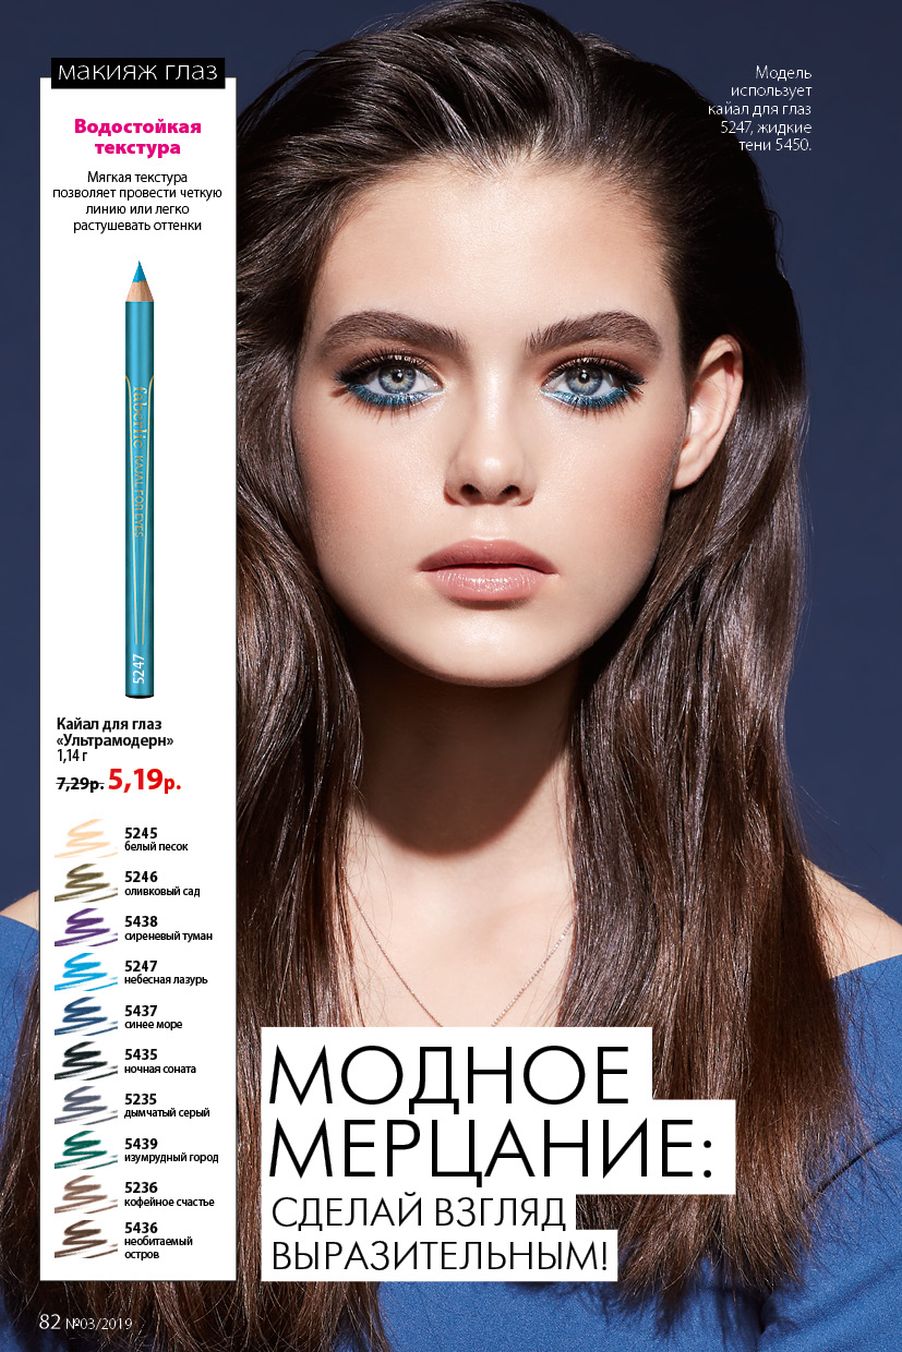 макияж глаз
Водостойкая
текстура
Мягкая текстура
позволяет провести четкую
линию или легко
растушевать оттенки
faberlic KAJAL FOR EYES
5247
Кайал для глаз
«Ультрамодерн»
1,14 г
7,29р. 5,19р.
5245
белый песок
5246
оливковый сад
5438
сиреневый туман
5247
небесная лазурь
5437
синее море
5435
ночная соната
5235
дымчатый серый
5439
изумрудный город
5236
кофейное счастье
5436
необитаемый
остров
Модель
использует
кайал для глаз
5247, жидкие
тени 5450.
МОДНОЕ
МЕРЦАНИЕ:
СДЕЛАЙ ВЗГЛЯД
ВЫРАЗИТЕЛЬНЫМ!
82 №03/2019